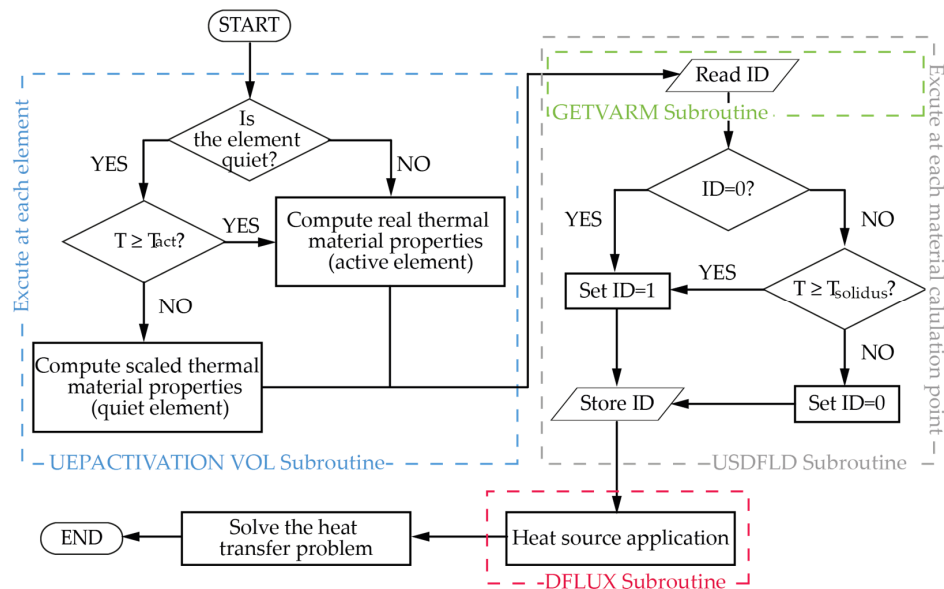 START
Excute at each element
Is
the element
quiet?
YES
NO
T ≥ Tact?
YES
Compute real thermal
material properties
(active element)
NO
Compute scaled thermal
material properties
(quiet element)
UEPACTIVATION VOL Subroutine
Read ID
GETVARM Subroutine
Excute at each material calulation point
ID=0?
YES
NO
Set ID=1
YES
T ≥ Tsolidus?
NO
Store ID
Set ID=0
USDFLD Subroutine
END
Solve the heat
transfer problem
Heat source application
DFLUX Subroutine